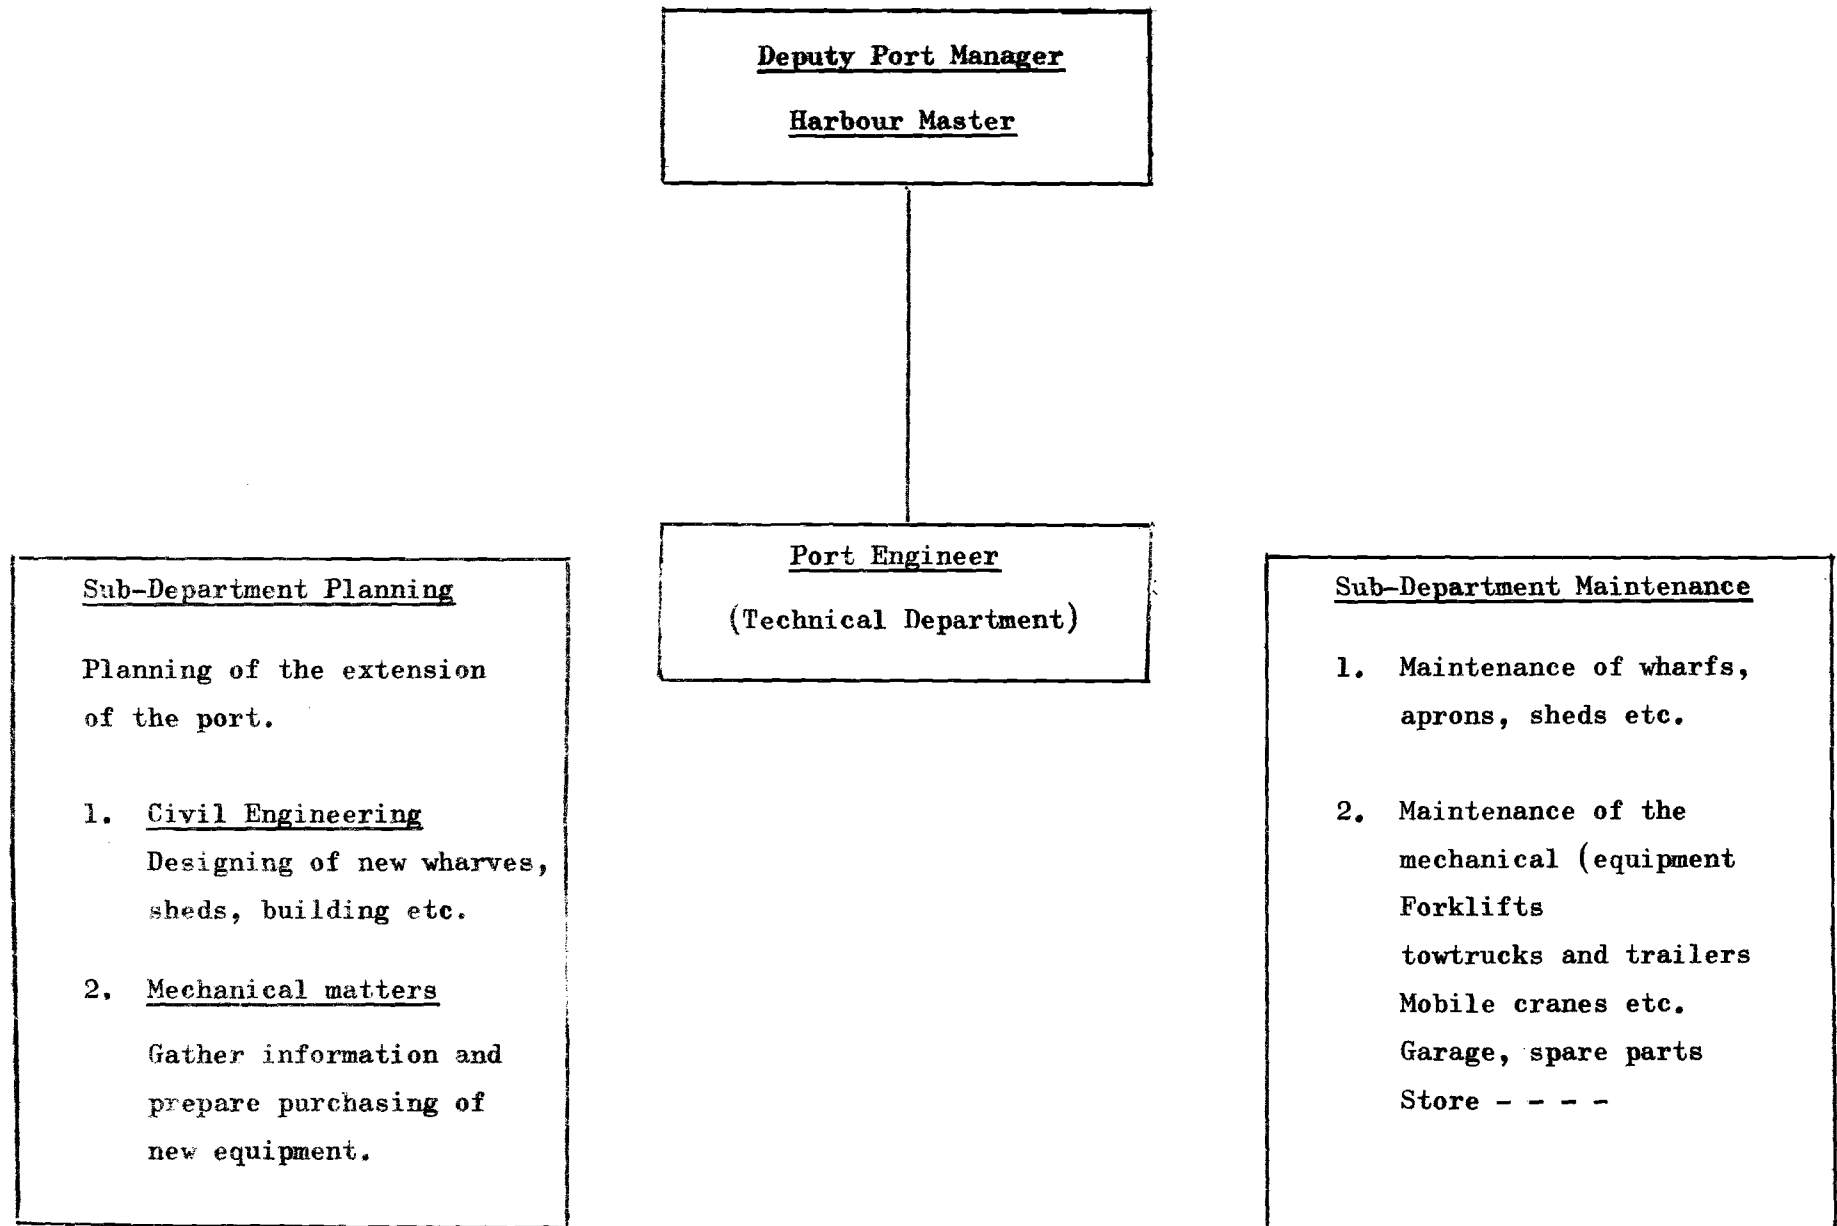 Deputy Port Manager
Harbour Master
Port Engineer
(Technical Department)
Sub-Department Planning
Planning of the extension
of the port.
1. Civil Engineering
Designing of new wharves,
sheds, building etc.
2. Mechanical matters
Gather information and
prepare purchasing of
new equipment.
Sub-Department Maintenance
1. Maintenance of wharfs,
aprons, sheds etc.
2. Maintenance of the
mechanical (equipment
Forklifts
towtrucks and trailers
Mobile cranes etc.
Garage, spare parts
Store - - - -